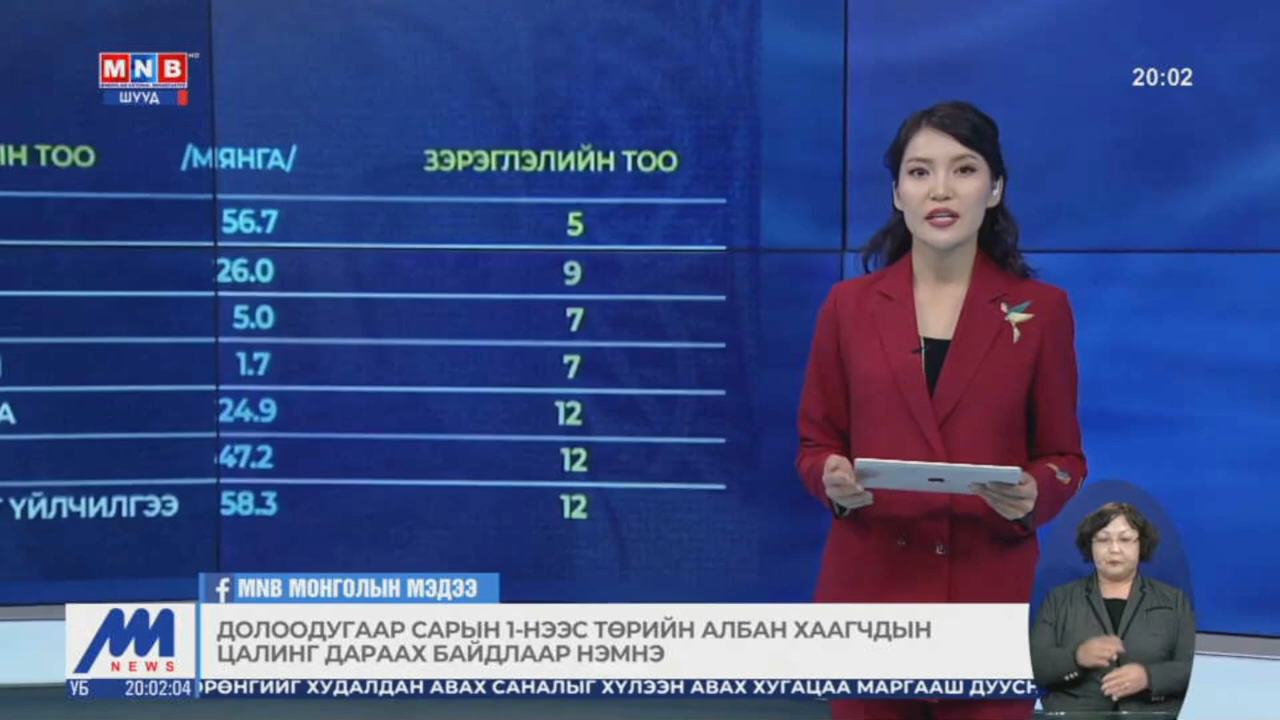 MNB
ШУУД
20:02
ТОО
/МЯНГА/
ЗЭРЭГЛЭЛИЙН ТОО
56.7
5
26.0
9
5.0
7
1.7
7
24.9
12
47.2
12
ҮЙЛЧИЛГЭЭ
58.3
12
MNB МОНГОЛЫН МЭДЭЭ
ДОЛООДУГААР САРЫН 1-НЭЭС ТӨРИЙН АЛБАН ХААГЧДЫН
ЦАЛИНГ ДАРААХ БАЙДЛААР НЭМНЭ
NEWS
УБ 20:02:04
ХУДАЛДАН АВАХ САНАЛЫГ ХҮЛЭЭН АВАХ ХУГАЦАА МАРГААШ